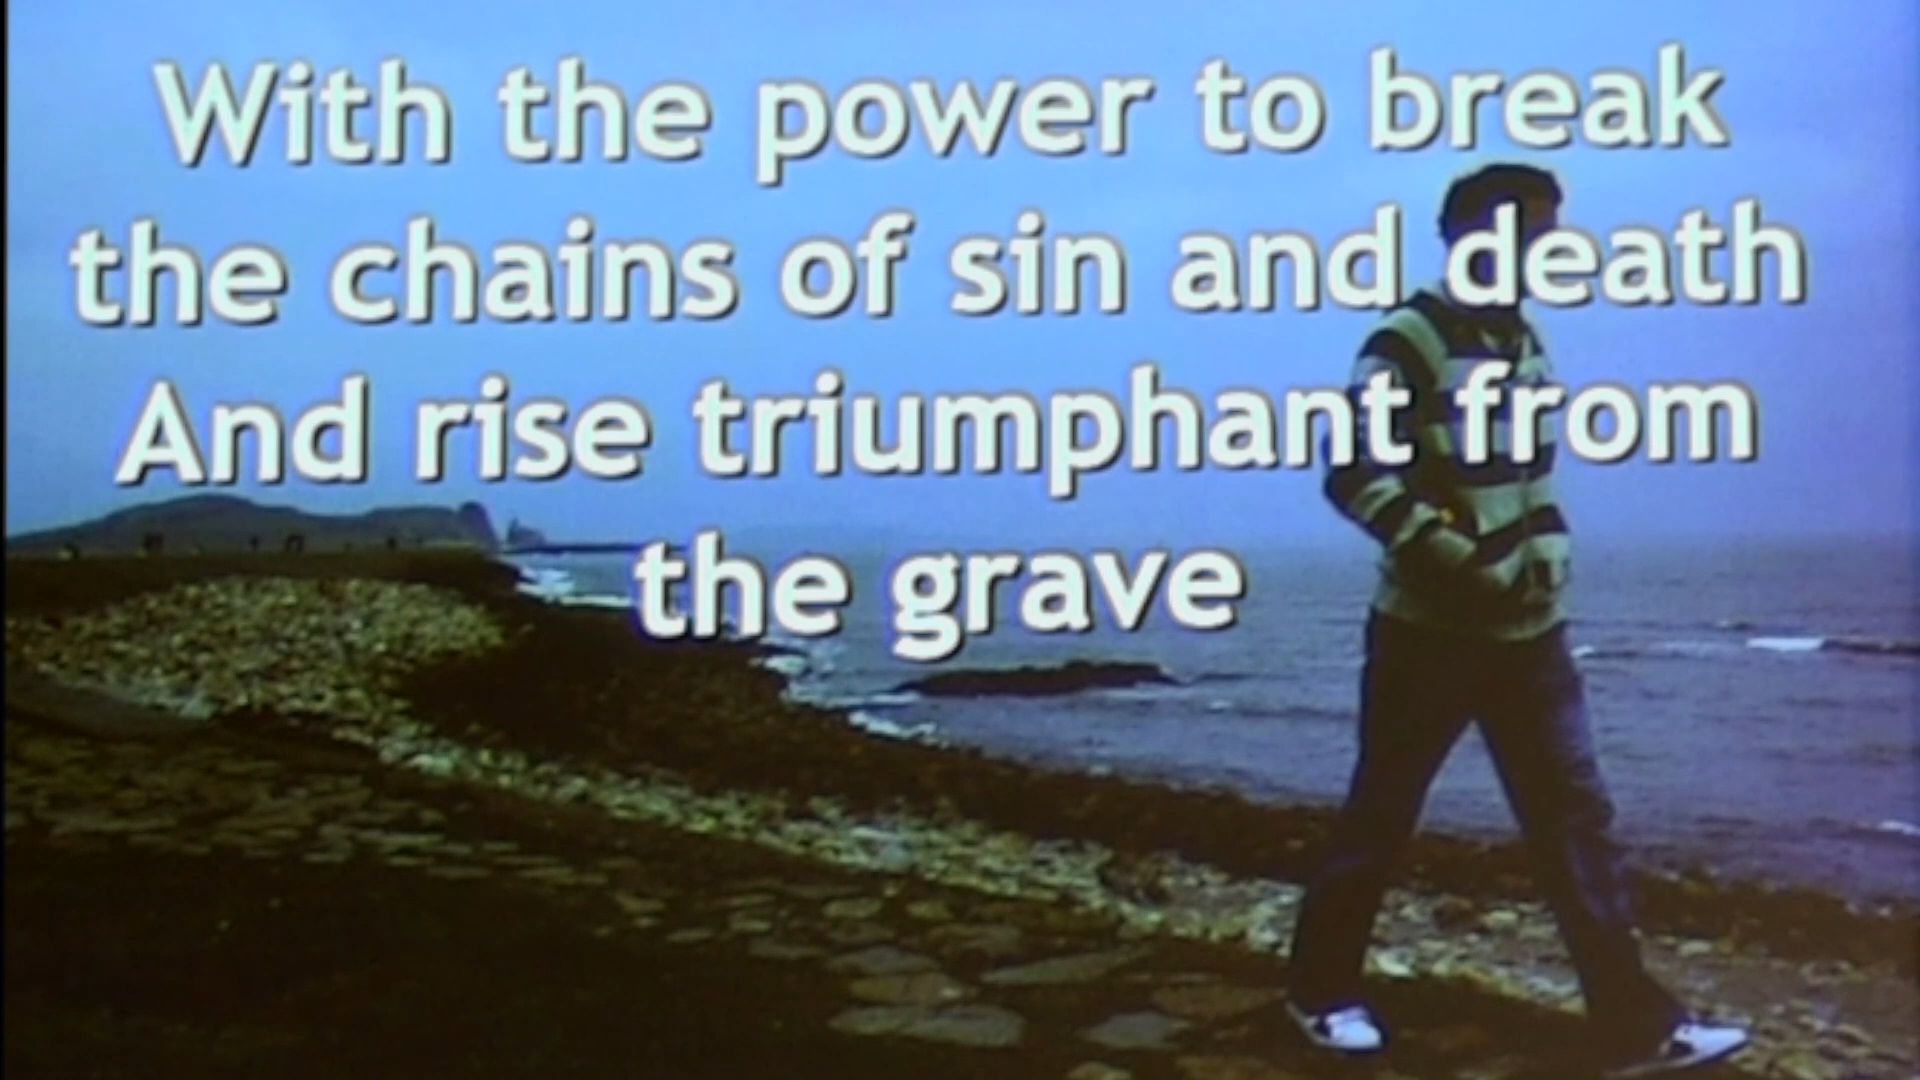 With the power to break
the chains of sin and death
And rise triumphant from
the grave